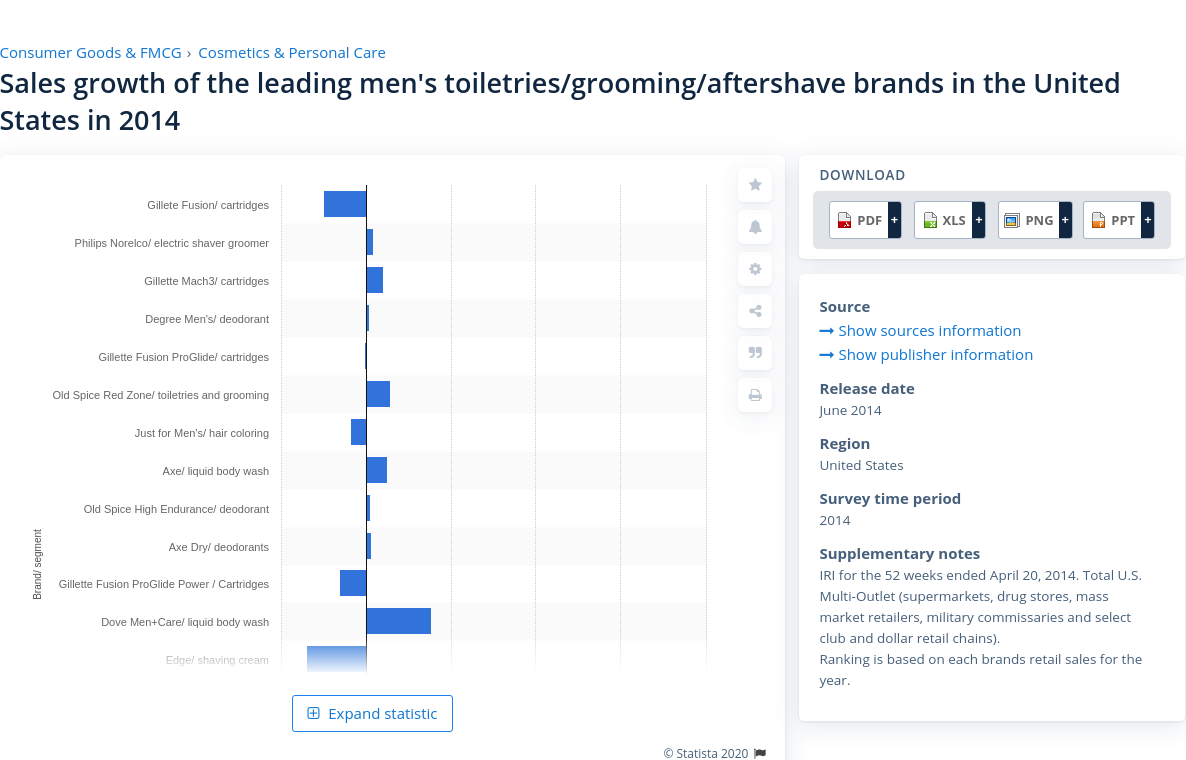 Consumer Goods & FMCG › Cosmetics & Personal Care
Sales growth of the leading men's toiletries/grooming/aftershave brands in the United
States in 2014
Gillete Fusion/ cartridges
Philips Norelco/ electric shaver groomer
Gillette Mach3/ cartridges
Degree Men's/ deodorant
Gillette Fusion ProGlide/ cartridges
Old Spice Red Zone/ toiletries and grooming
Just for Men's/ hair coloring
Axe/ liquid body wash
Old Spice High Endurance/ deodorant
Axe Dry/ deodorants
Gillette Fusion ProGlide Power / Cartridges
Dove Men+Care/ liquid body wash
Edge/ shaving cream
Brand/ segment
Expand statistic
© Statista 2020
DOWNLOAD
PDF + XLS + PNG + PPT +
Source
Show sources information
Show publisher information
Release date
June 2014
Region
United States
Survey time period
2014
Supplementary notes
IRI for the 52 weeks ended April 20, 2014. Total U.S.
Multi-Outlet (supermarkets, drug stores, mass
market retailers, military commissaries and select
club and dollar retail chains).
Ranking is based on each brands retail sales for the
year.